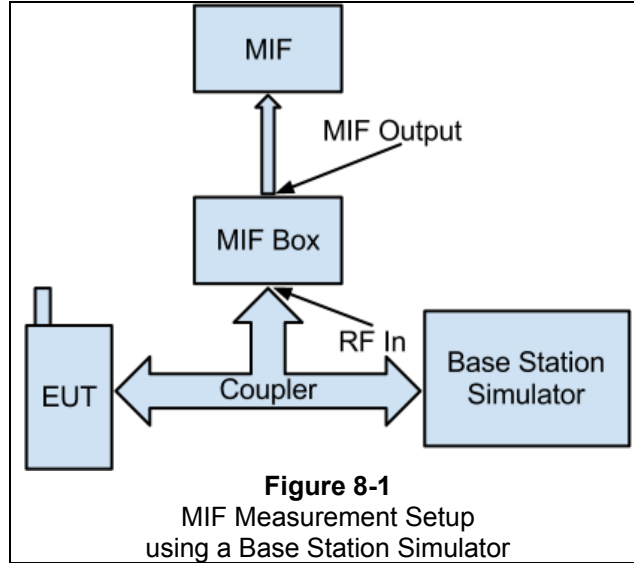 MIF
MIF Output
MIF Box
RF In
EUT
Coupler
Base Station
Simulator
Figure 8-1
MIF Measurement Setup
using a Base Station Simulator